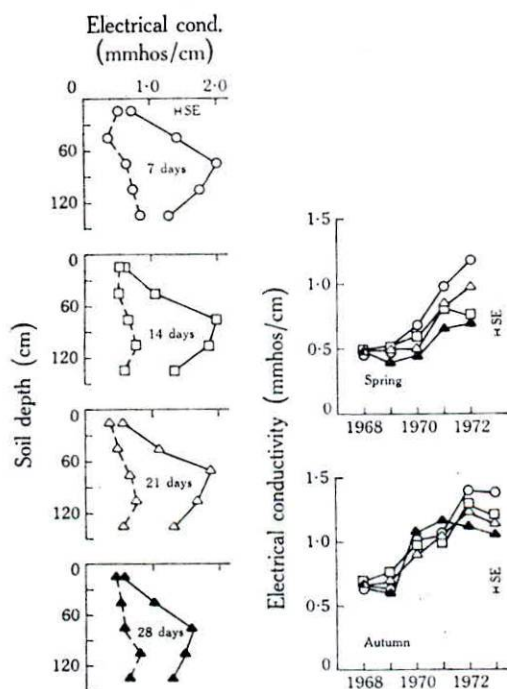 Electrical cond.
(mmhos/cm)
0 1.0 2.0
SE
0
60
7 days
120
0
60
14 days
120
Soil depth (cm)
0
60
21 days
120
0
60
28 days
120
Electrical conductivity (mmhos/cm)
1·5
1·0
0·5
SE
Spring
0
1968 1970 1972
1·5
1·0
0·5
SE
Autumn
0
1968 1970 1972